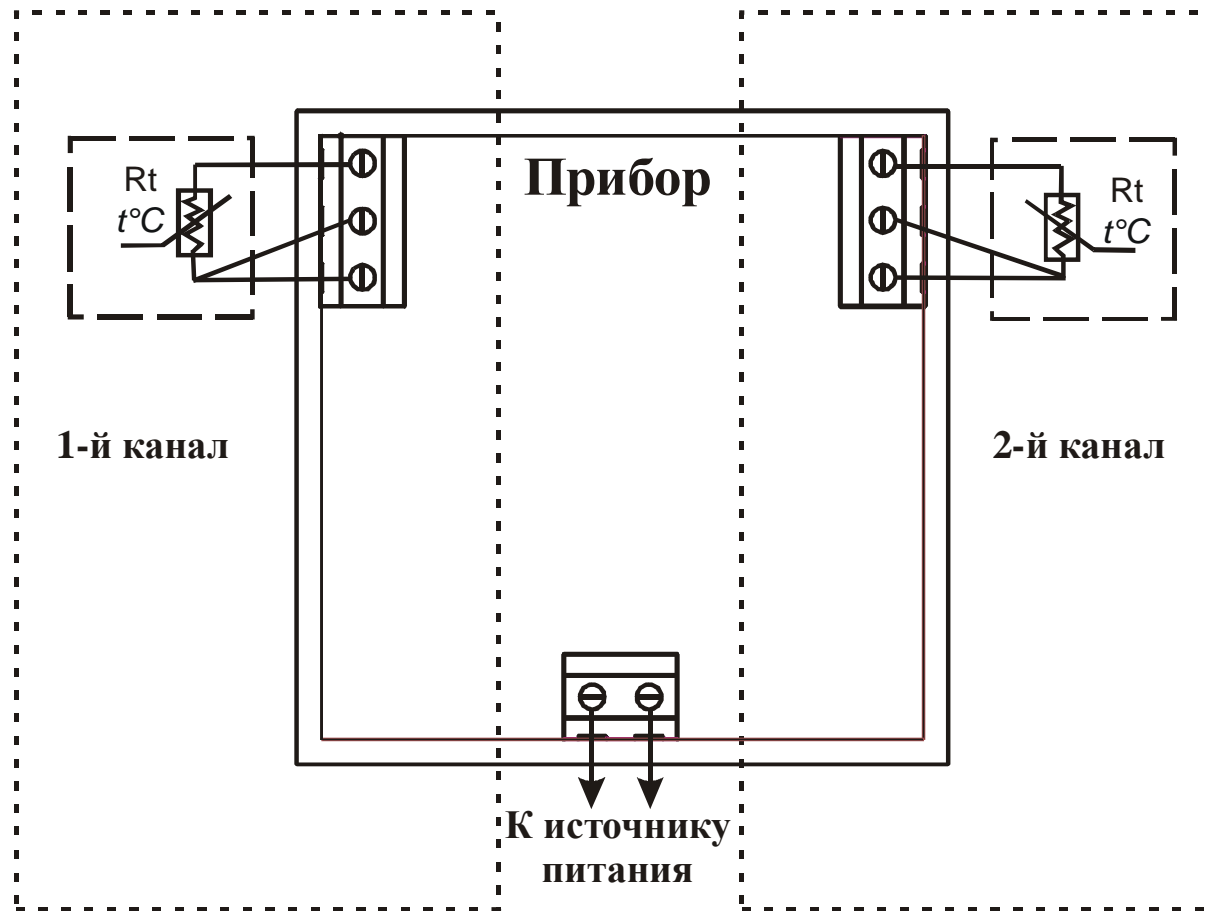 Прибор
Rt
t°C
Rt
t°C
1-й канал
2-й канал
К источнику
питания